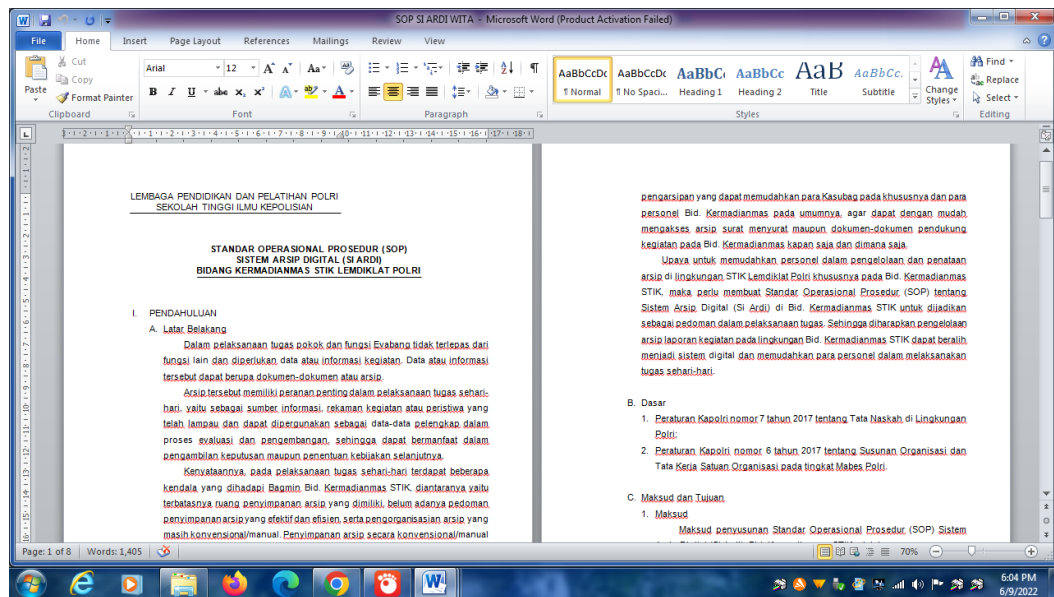 SOP SI ARDI WITA - Microsoft Word (Product Activation Failed)
File Home Insert Page Layout References Mailings Review View
Paste
Cut
Copy
Format Painter
Clipboard
Arial 12
Font
Paragraph
AaBbCcDc AaBbCcDc AaBbC AaBbCc AaB AaBbCc.
¶ Normal ¶ No Spaci... Heading 1 Heading 2 Title Subtitle
Change Styles
Styles
Find
Replace
Select
Editing
LEMBAGA PENDIDIKAN DAN PELATIHAN POLRI
SEKOLAH TINGGI ILMU KEPOLISIAN
STANDAR OPERASIONAL PROSEDUR (SOP)
SISTEM ARSIP DIGITAL (SI ARDI)
BIDANG KERMADIANMAS STIK LEMDIKLAT POLRI
I. PENDAHULUAN
A. Latar Belakang
Dalam pelaksanaan tugas pokok dan fungsi Evabang tidak terlepas dari
fungsi lain dan diperlukan data atau informasi kegiatan. Data atau informasi
tersebut dapat berupa dokumen-dokumen atau arsip.
Arsip tersebut memiliki peranan penting dalam pelaksanaan tugas sehari-
hari, yaitu sebagai sumber informasi, rekaman kegiatan atau peristiwa yang
telah lampau dan dapat dipergunakan sebagai data-data pelengkap dalam
proses evaluasi dan pengembangan, sehingga dapat bermanfaat dalam
pengambilan keputusan maupun penentuan kebijakan selanjutnya.
Kenyataannya, pada pelaksanaan tugas sehari-hari terdapat beberapa
kendala yang dihadapi Bagmin Bid. Kermadianmas STIK, diantaranya yaitu
terbatasnya ruang penyimpanan arsip yang dimiliki, belum adanya pedoman
penyimpanan arsip yang efektif dan efisien, serta pengorganisasian arsip yang
masih konvensional/manual. Penyimpanan arsip secara konvensional/manual
pengarsipan yang dapat memudahkan para Kasubag pada khususnya dan para
personel Bid. Kermadianmas pada umumnya, agar dapat dengan mudah
mengakses arsip surat menyurat maupun dokumen-dokumen pendukung
kegiatan pada Bid. Kermadianmas kapan saja dan dimana saja.
Upaya untuk memudahkan personel dalam pengelolaan dan penataan
arsip di lingkungan STIK Lemdiklat Polri khususnya pada Bid. Kermadianmas
STIK, maka perlu membuat Standar Operasional Prosedur (SOP) tentang
Sistem Arsip Digital (Si Ardi) di Bid. Kermadianmas STIK untuk dijadikan
sebagai pedoman dalam pelaksanaan tugas. Sehingga diharapkan pengelolaan
arsip laporan kegiatan pada lingkungan Bid. Kermadianmas STIK dapat beralih
menjadi sistem digital dan memudahkan para personel dalam melaksanakan
tugas sehari-hari.
B. Dasar
1. Peraturan Kapolri nomor 7 tahun 2017 tentang Tata Naskah di Lingkungan
Polri;
2. Peraturan Kapolri nomor 6 tahun 2017 tentang Susunan Organisasi dan
Tata Kerja Satuan Organisasi pada tingkat Mabes Polri.
C. Maksud dan Tujuan
1. Maksud
Maksud penyusunan Standar Operasional Prosedur (SOP) Sistem
Page: 1 of 8 Words: 1,405 70%
6:04 PM
6/9/2022